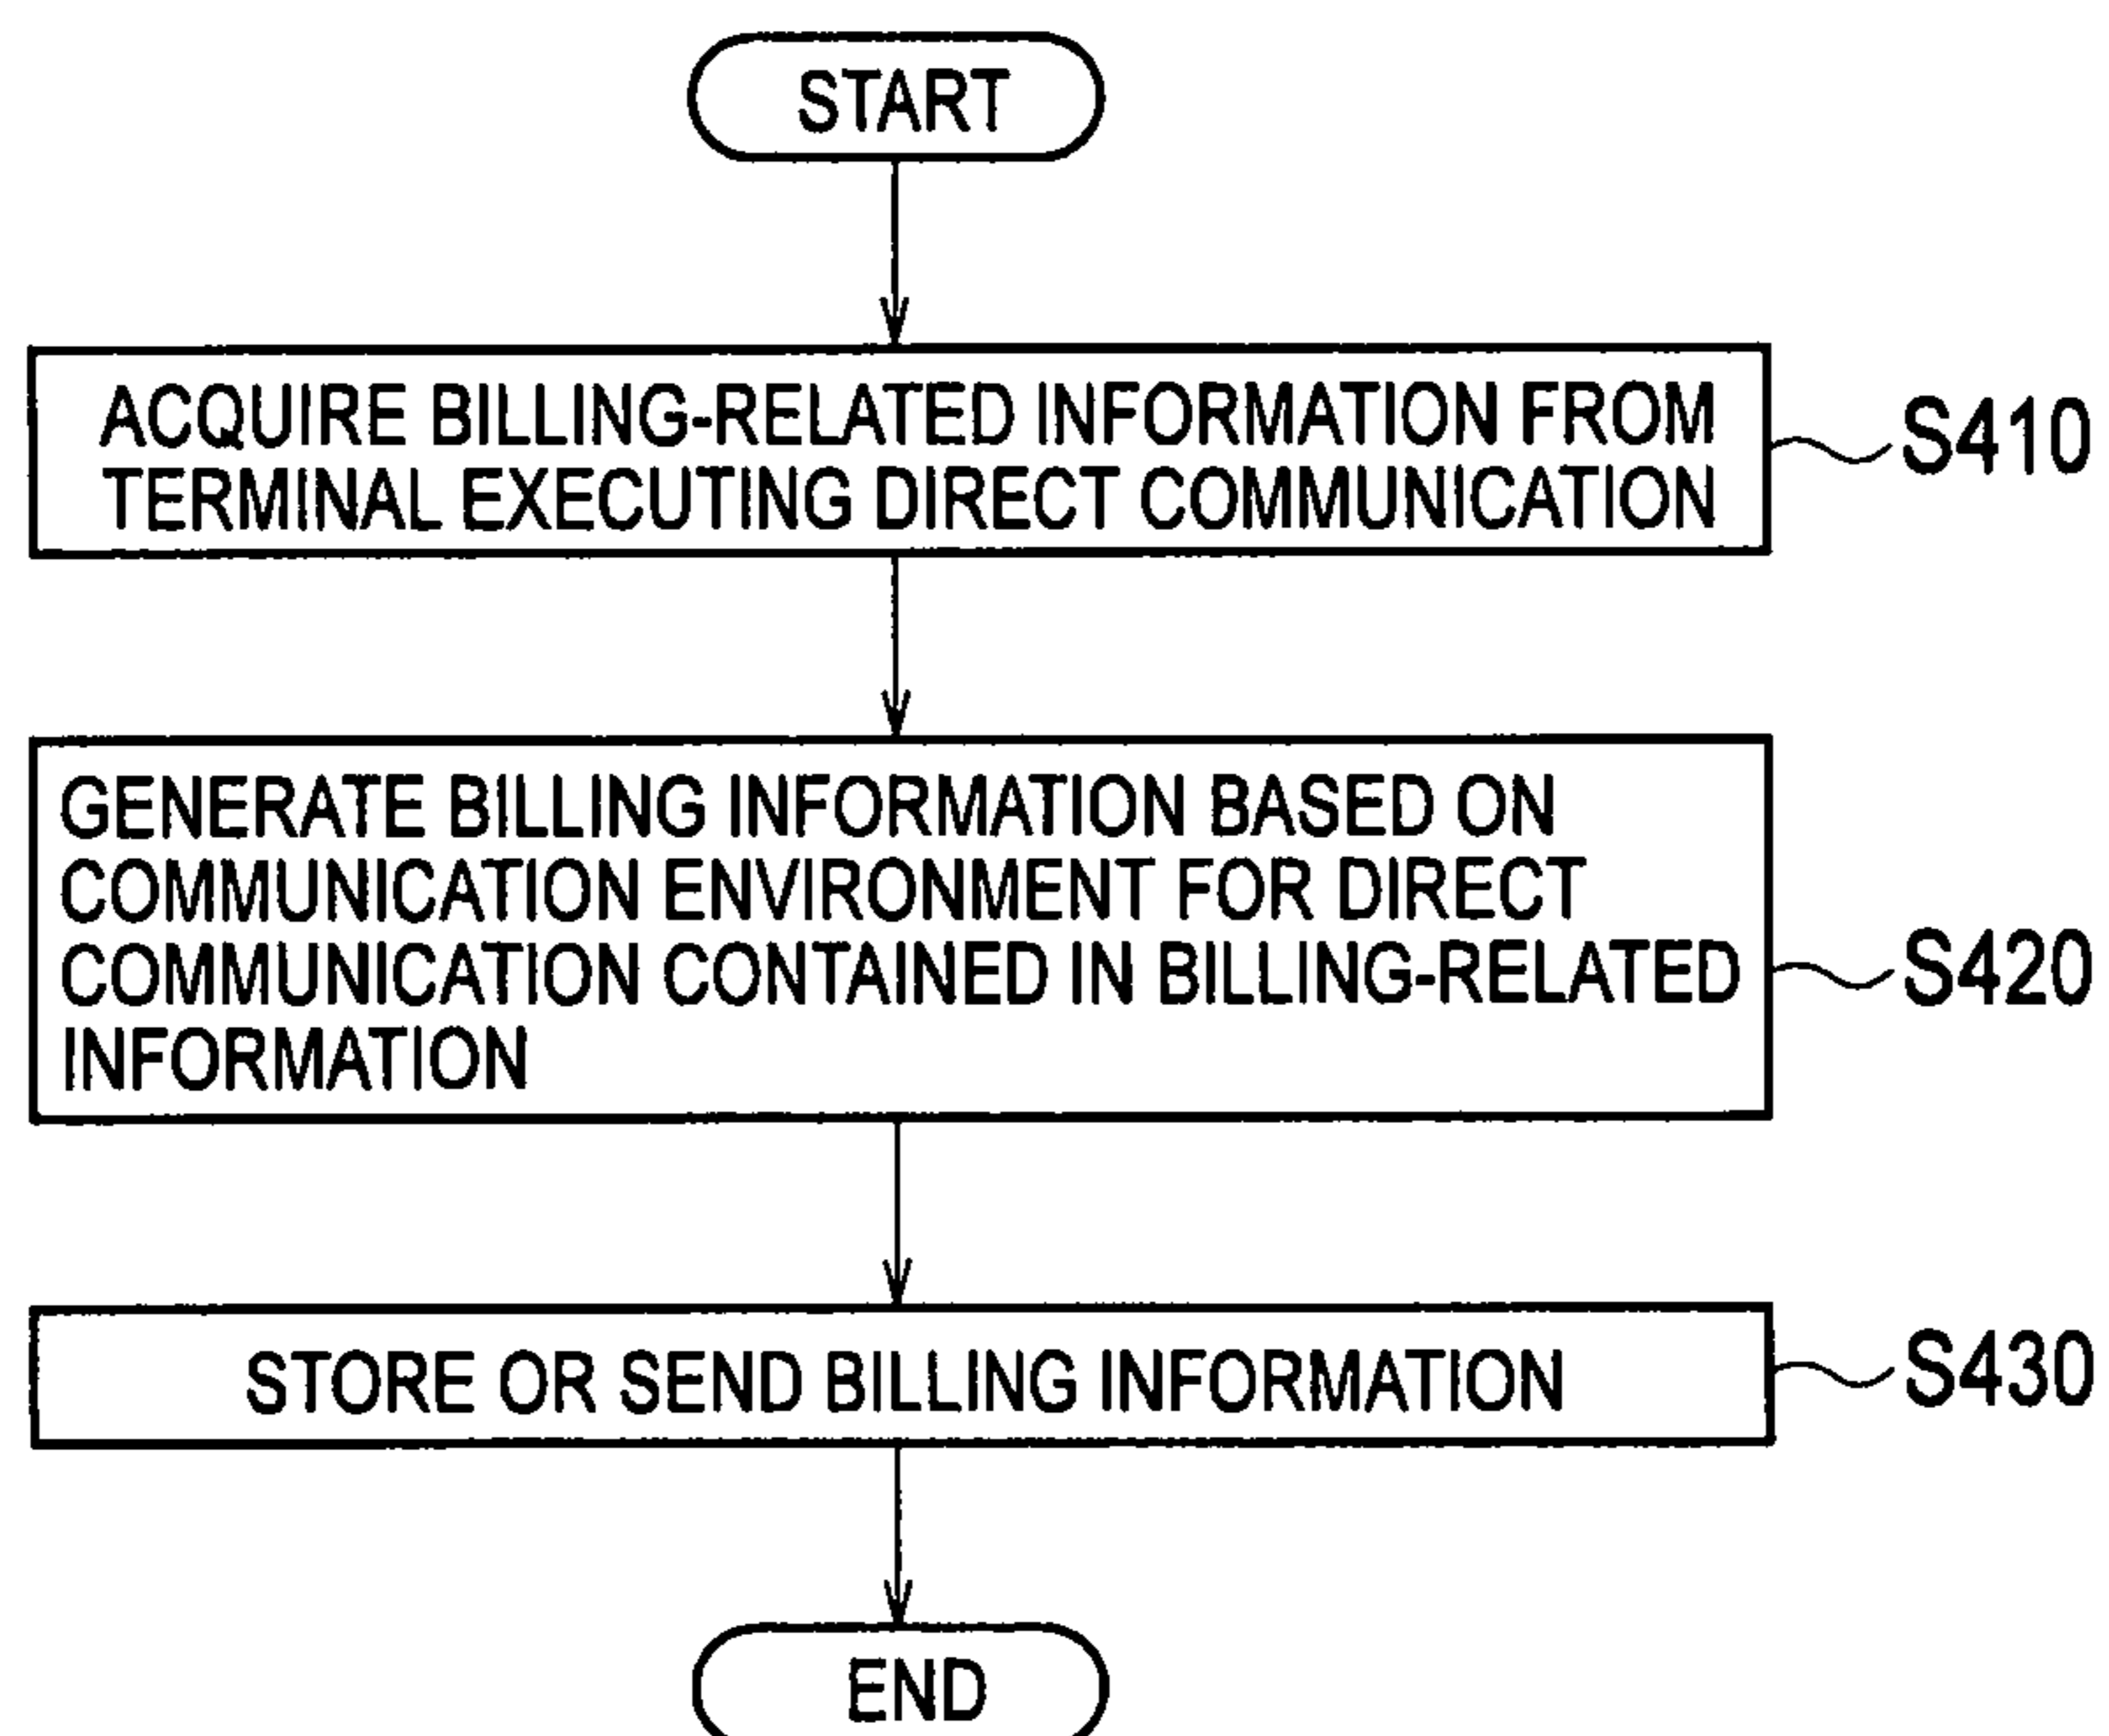 START
ACQUIRE BILLING-RELATED INFORMATION FROM
TERMINAL EXECUTING DIRECT COMMUNICATION
S410
GENERATE BILLING INFORMATION BASED ON
COMMUNICATION ENVIRONMENT FOR DIRECT
COMMUNICATION CONTAINED IN BILLING-RELATED
INFORMATION
S420
STORE OR SEND BILLING INFORMATION
S430
END